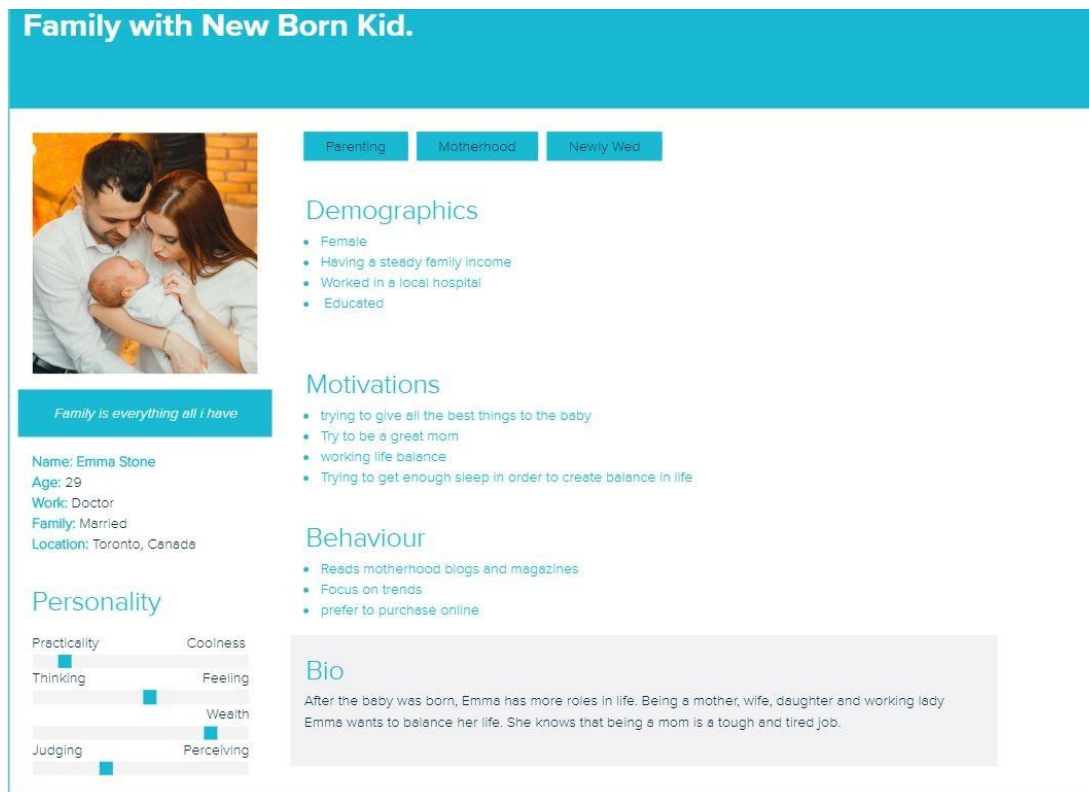 Family with New Born Kid.
Parenting
Motherhood
Newly Wed
Demographics
Female
Having a steady family income
Worked in a local hospital
Educated
Motivations
trying to give all the best things to the baby
Try to be a great mom
working life balance
Trying to get enough sleep in order to create balance in life
Behaviour
Reads motherhood blogs and magazines
Focus on trends
prefer to purchase online
Family is everything all i have
Name: Emma Stone
Age: 29
Work: Doctor
Family: Married
Location: Toronto, Canada
Personality
Practicality Coolness
Thinking Feeling
Wealth
Judging Perceiving
Bio
After the baby was born, Emma has more roles in life. Being a mother, wife, daughter and working lady
Emma wants to balance her life. She knows that being a mom is a tough and tired job.